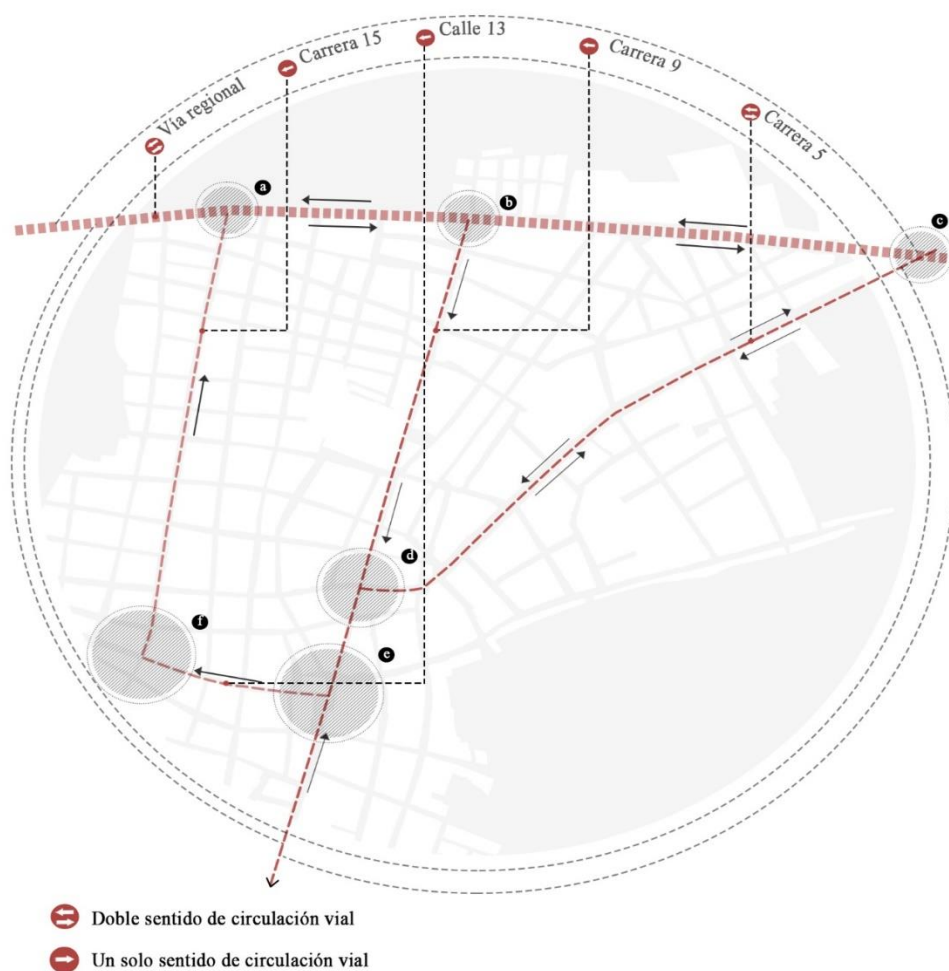 Vía regional
Carrera 15
Calle 13
Carrera 9
Carrera 5
a
b
c
d
e
f
Doble sentido de circulación vial
Un solo sentido de circulación vial